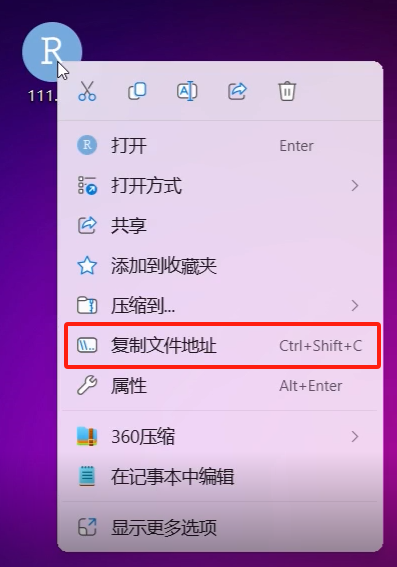 R
111.
A
R 打开 Enter
打开方式
共享
添加到收藏夹
压缩到...
复制文件地址 Ctrl+Shift+C
属性 Alt+Enter
360压缩
在记事本中编辑
显示更多选项